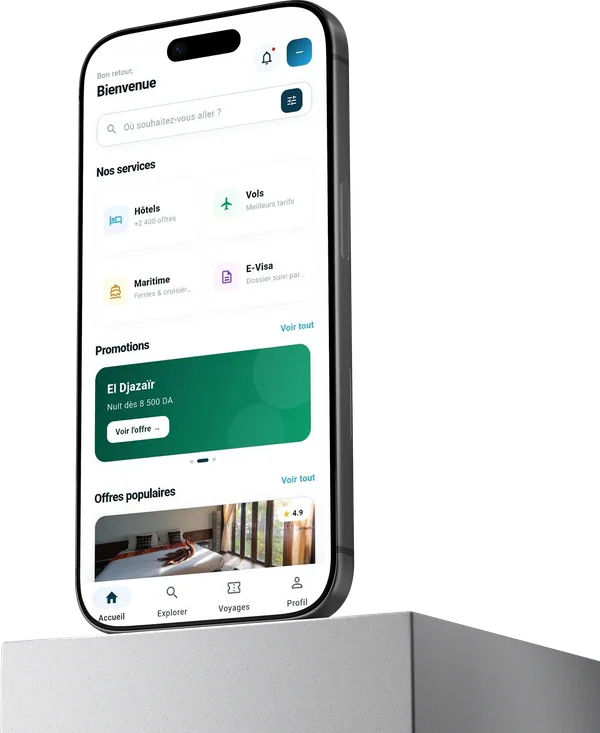 Bon retour,
Bienvenue
Où souhaitez-vous aller ?
Nos services
Hôtels
+2 400 offres
Vols
Meilleurs tarifs
Maritime
Ferries & croisièr...
E-Visa
Dossier suivi par...
Promotions
Voir tout
El Djazaïr
Nuit dès 8 500 DA
Voir l'offre →
Offres populaires
Voir tout
4.9
Accueil
Explorer
Voyages
Profil